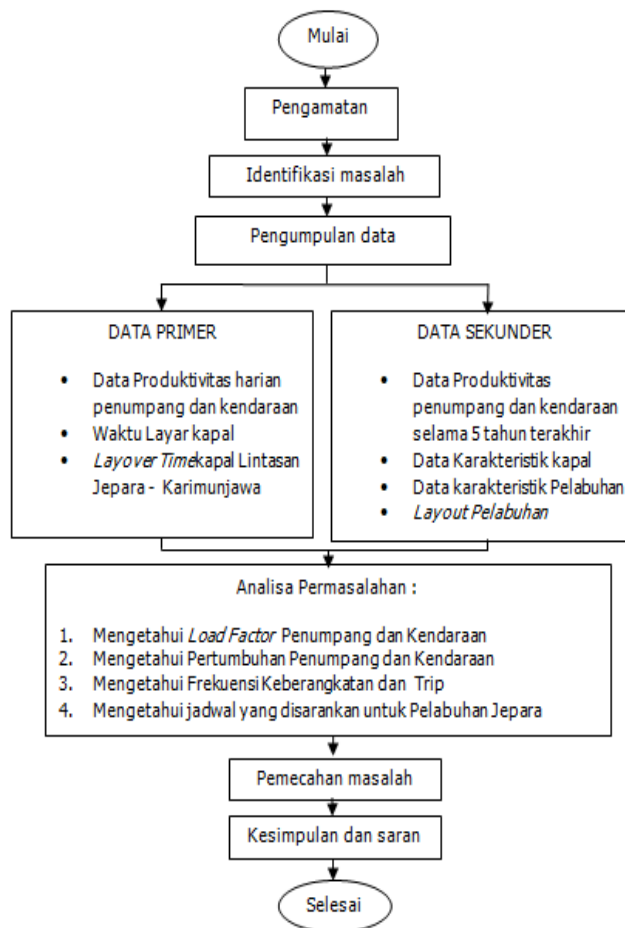 Mulai
Pengamatan
Identifikasi masalah
Pengumpulan data
DATA PRIMER
• Data Produktivitas harian
penumpang dan kendaraan
• Waktu Layar kapal
• Layover Timekapal Lintasan
Jepara - Karimunjawa
DATA SEKUNDER
• Data Produktivitas
penumpang dan kendaraan
selama 5 tahun terakhir
• Data Karakteristik kapal
• Data karakteristik Pelabuhan
• Layout Pelabuhan
Analisa Permasalahan :
1. Mengetahui Load Factor Penumpang dan Kendaraan
2. Mengetahui Pertumbuhan Penumpang dan Kendaraan
3. Mengetahui Frekuensi Keberangkatan dan Trip
4. Mengetahui jadwal yang disarankan untuk Pelabuhan Jepara
Pemecahan masalah
Kesimpulan dan saran
Selesai